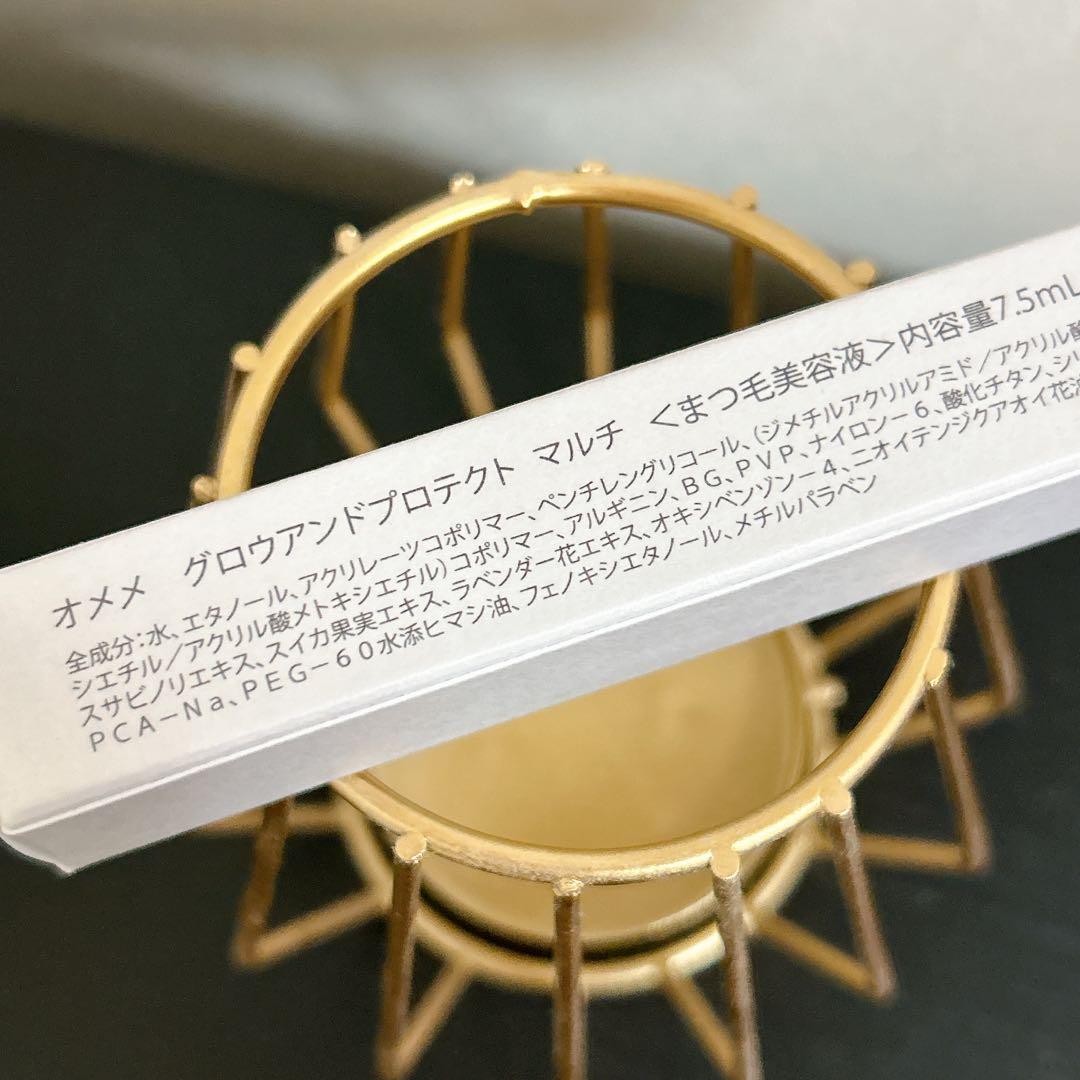 オメメ グロウアンドプロテクト マルチ <まつ毛美容液>内容量7.5mL
全成分:水、エタノール、アクリレーツコポリマー、ペンチレングリコール、(ジメチルアクリルアミド/アクリル酸
シエチル/アクリル酸メトキシエチル)コポリマー、アルギニン、BG、PVP、ナイロン-6、酸化チタン、シリ
スサビノリエキス、スイカ果実エキス、ラベンダー花エキス、オキシベンゾン-4、ニオイテンジクアオイ花油
PCA-Na、PEG-60水添ヒマシ油、フェノキシエタノール、メチルパラベン